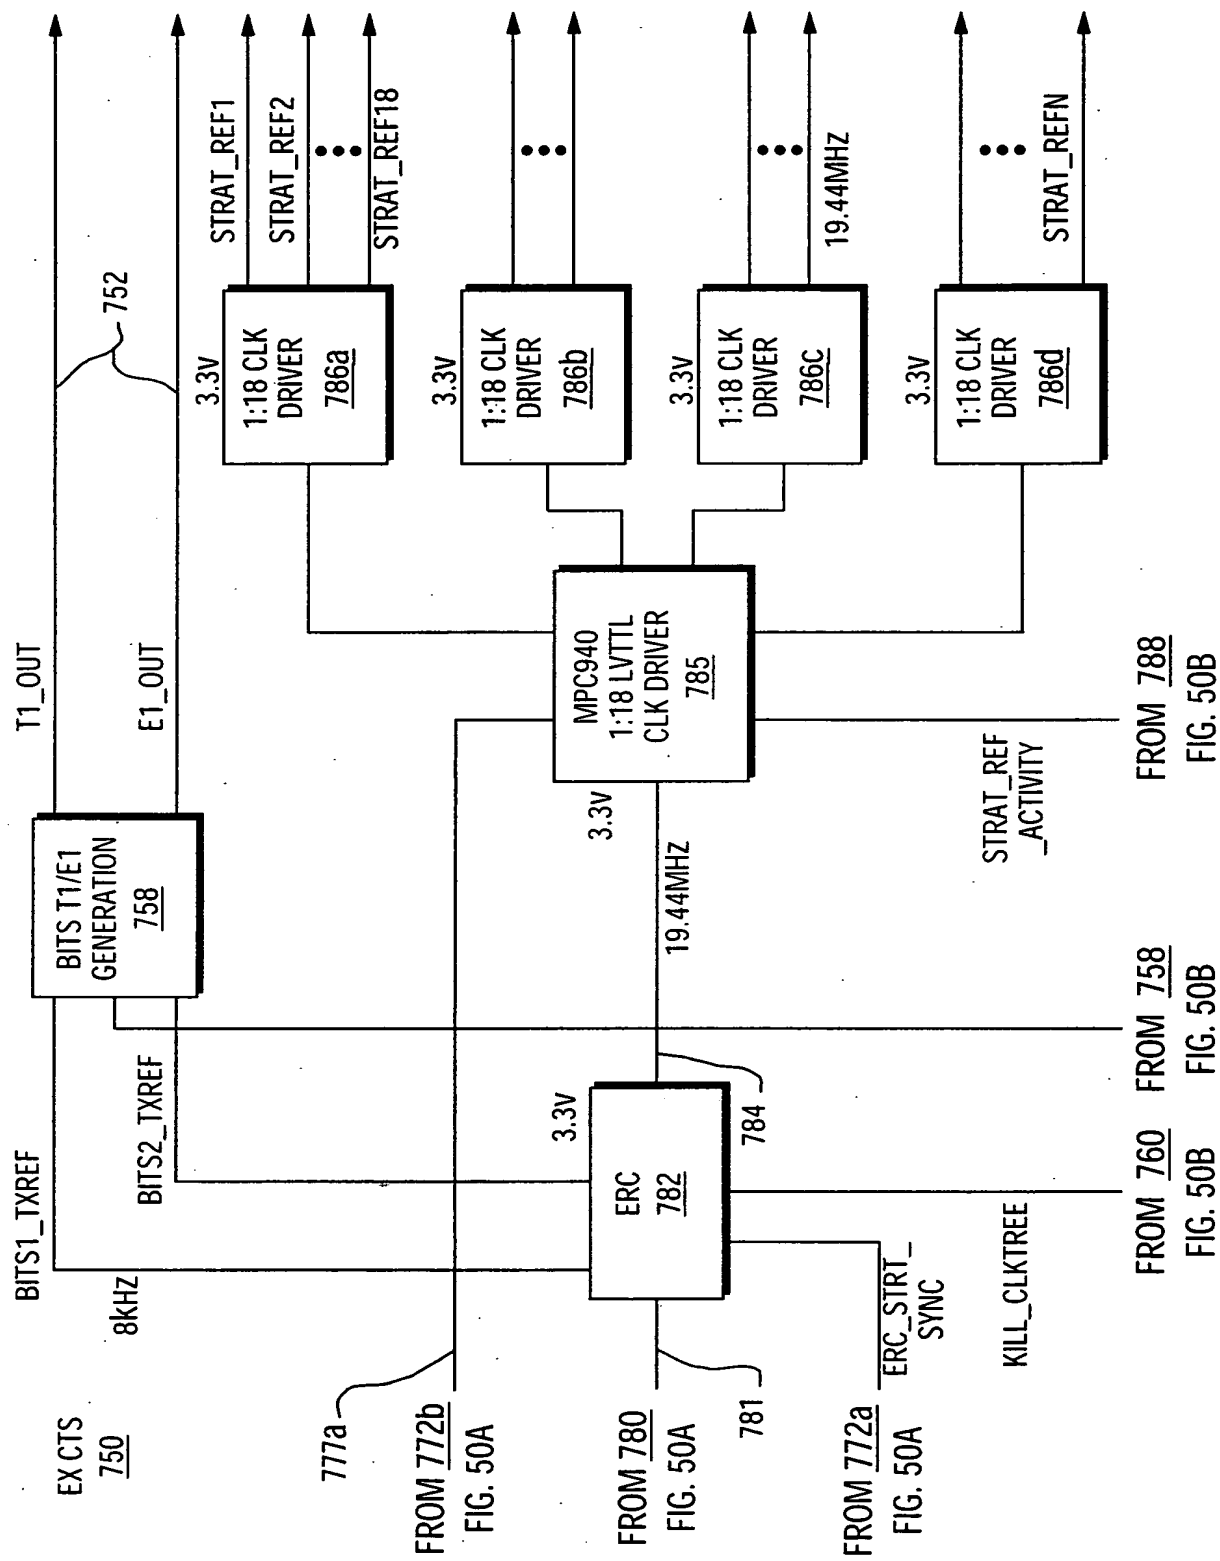 EX CTS
750
BITS1_TXREF
8KHZ
BITS2_TXREF
BITS T1/E1
GENERATION
758
T1_OUT
E1_OUT
752
777a
FROM 772b
FIG. 50A
FROM 780
FIG. 50A
781
FROM 772a
FIG. 50A
ERC_STRT_
SYNC
KILL_CLKTREE
FROM 760
FIG. 50B
FROM 758
FIG. 50B
3.3V
ERC
782
784
19.44MHZ
3.3V
MPC940
1:18 LVTTL
CLK DRIVER
785
STRAT_REF
_ACTIVITY
FROM 788
FIG. 50B
3.3V
1:18 CLK
DRIVER
786a
STRAT_REF1
STRAT_REF2
STRAT_REF18
3.3V
1:18 CLK
DRIVER
786b
3.3V
1:18 CLK
DRIVER
786c
19.44MHZ
3.3V
1:18 CLK
DRIVER
786d
STRAT_REFN